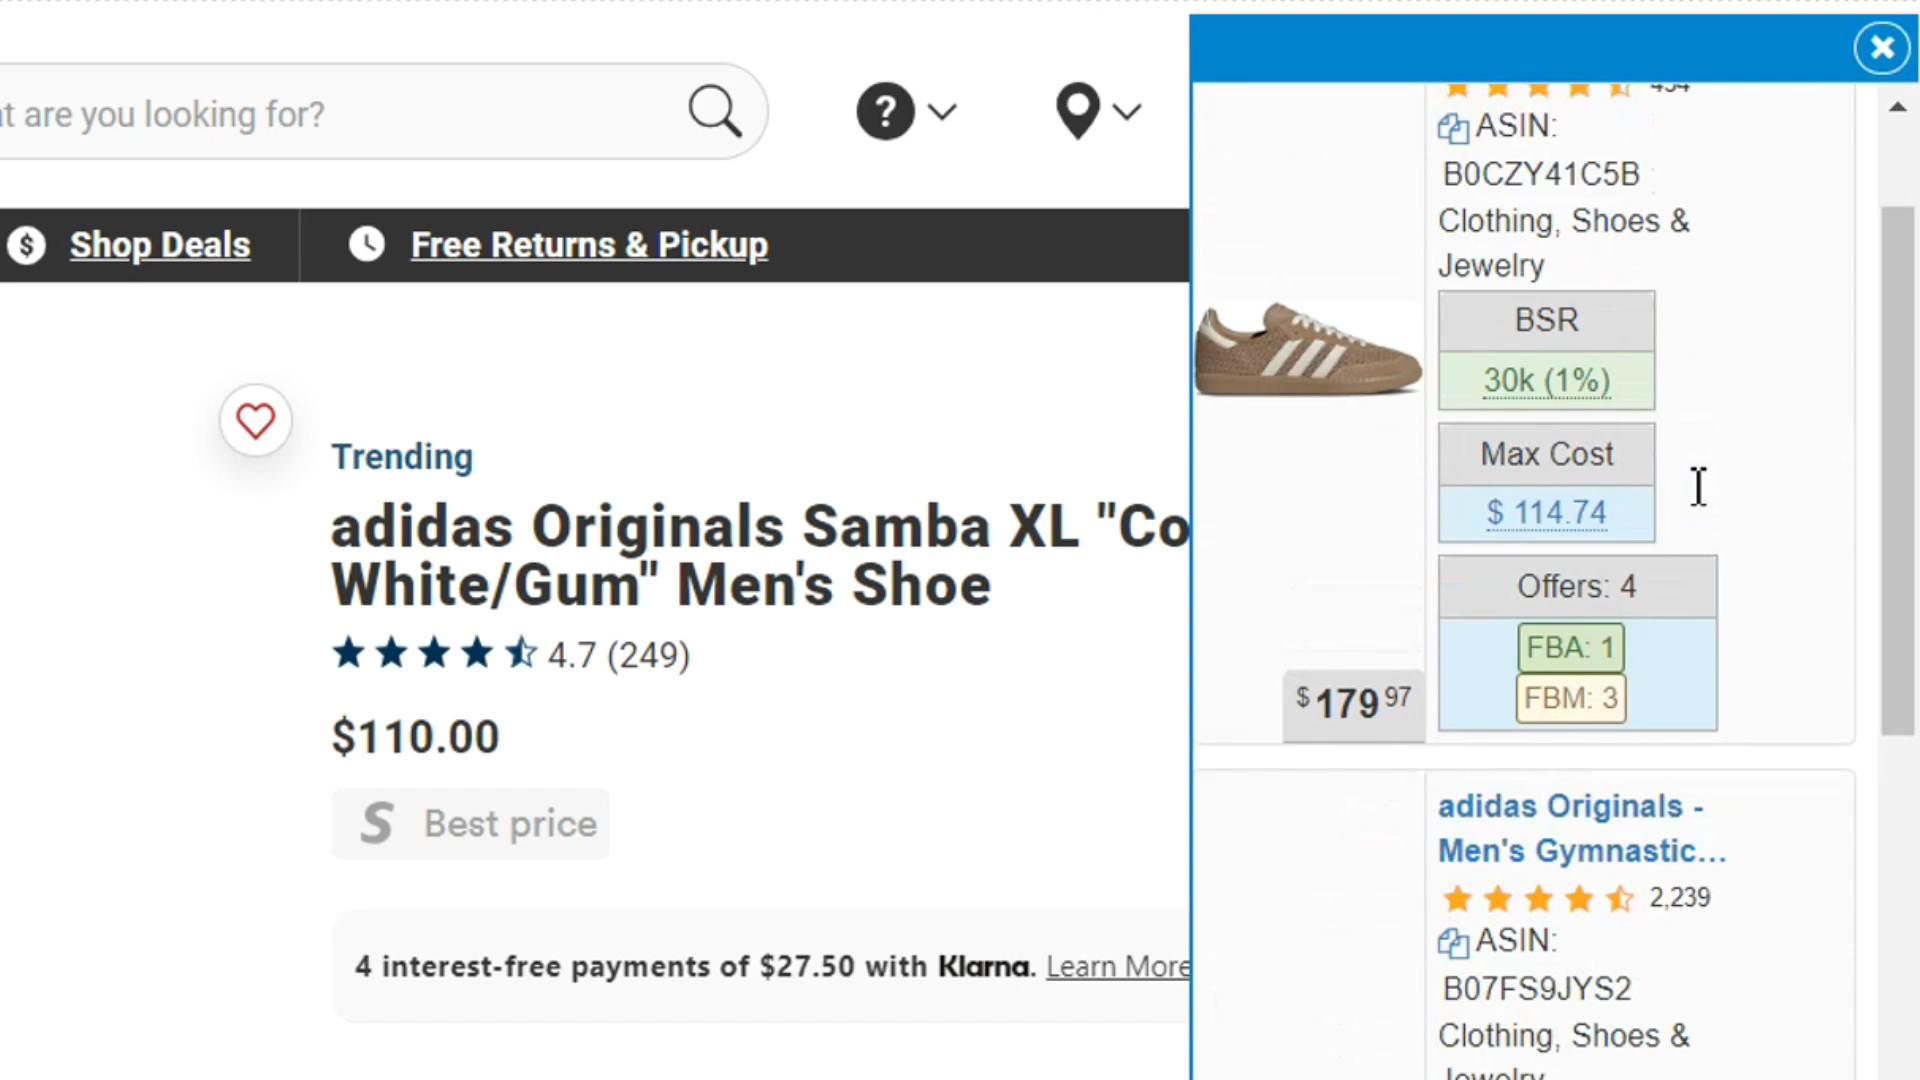 t are you looking for?
?
$ Shop Deals
Free Returns & Pickup
Trending
adidas Originals Samba XL "Co
White/Gum" Men's Shoe
4.7 (249)
$110.00
S Best price
4 interest-free payments of $27.50 with Klarna. Learn More
ASIN:
B0CZY41C5B
Clothing, Shoes &
Jewelry
BSR
30k (1%)
Max Cost
$ 114.74
Offers: 4
FBA: 1
FBM: 3
$179 97
adidas Originals -
Men's Gymnastic...
2,239
ASIN:
B07FS9JYS2
Clothing, Shoes &
Jewelry